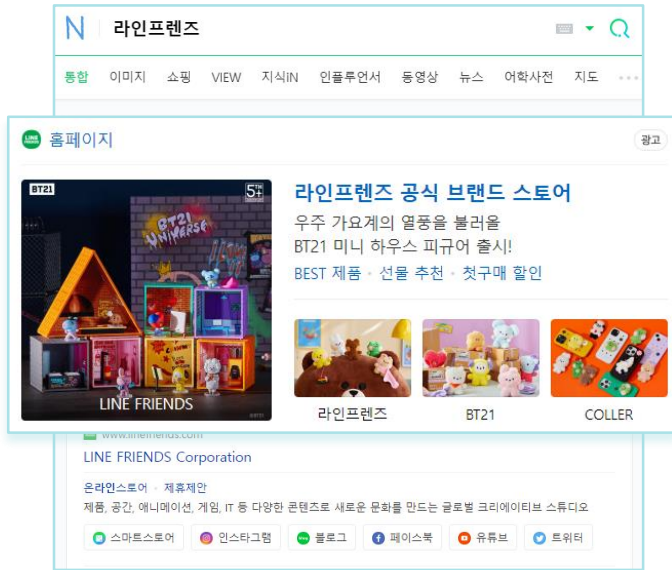 N 라인프렌즈
통합 이미지 쇼핑 VIEW 지식iN 인플루언서 동영상 뉴스 어학사전 지도
LINE FRIENDS 홈페이지 광고
BT21 5TH
BT21 UNIVERSE
LINE FRIENDS
©BT21
라인프렌즈 공식 브랜드 스토어
우주 가요계의 열풍을 불러올
BT21 미니 하우스 피규어 출시!
BEST 제품 · 선물 추천 · 첫구매 할인
라인프렌즈 BT21 COLLER
www.linefriends.com
LINE FRIENDS Corporation
온라인스토어 · 제휴제안
제품, 공간, 애니메이션, 게임, IT 등 다양한 콘텐츠로 새로운 문화를 만드는 글로벌 크리에이티브 스튜디오
스마트스토어 인스타그램 블로그 페이스북 유튜브 트위터